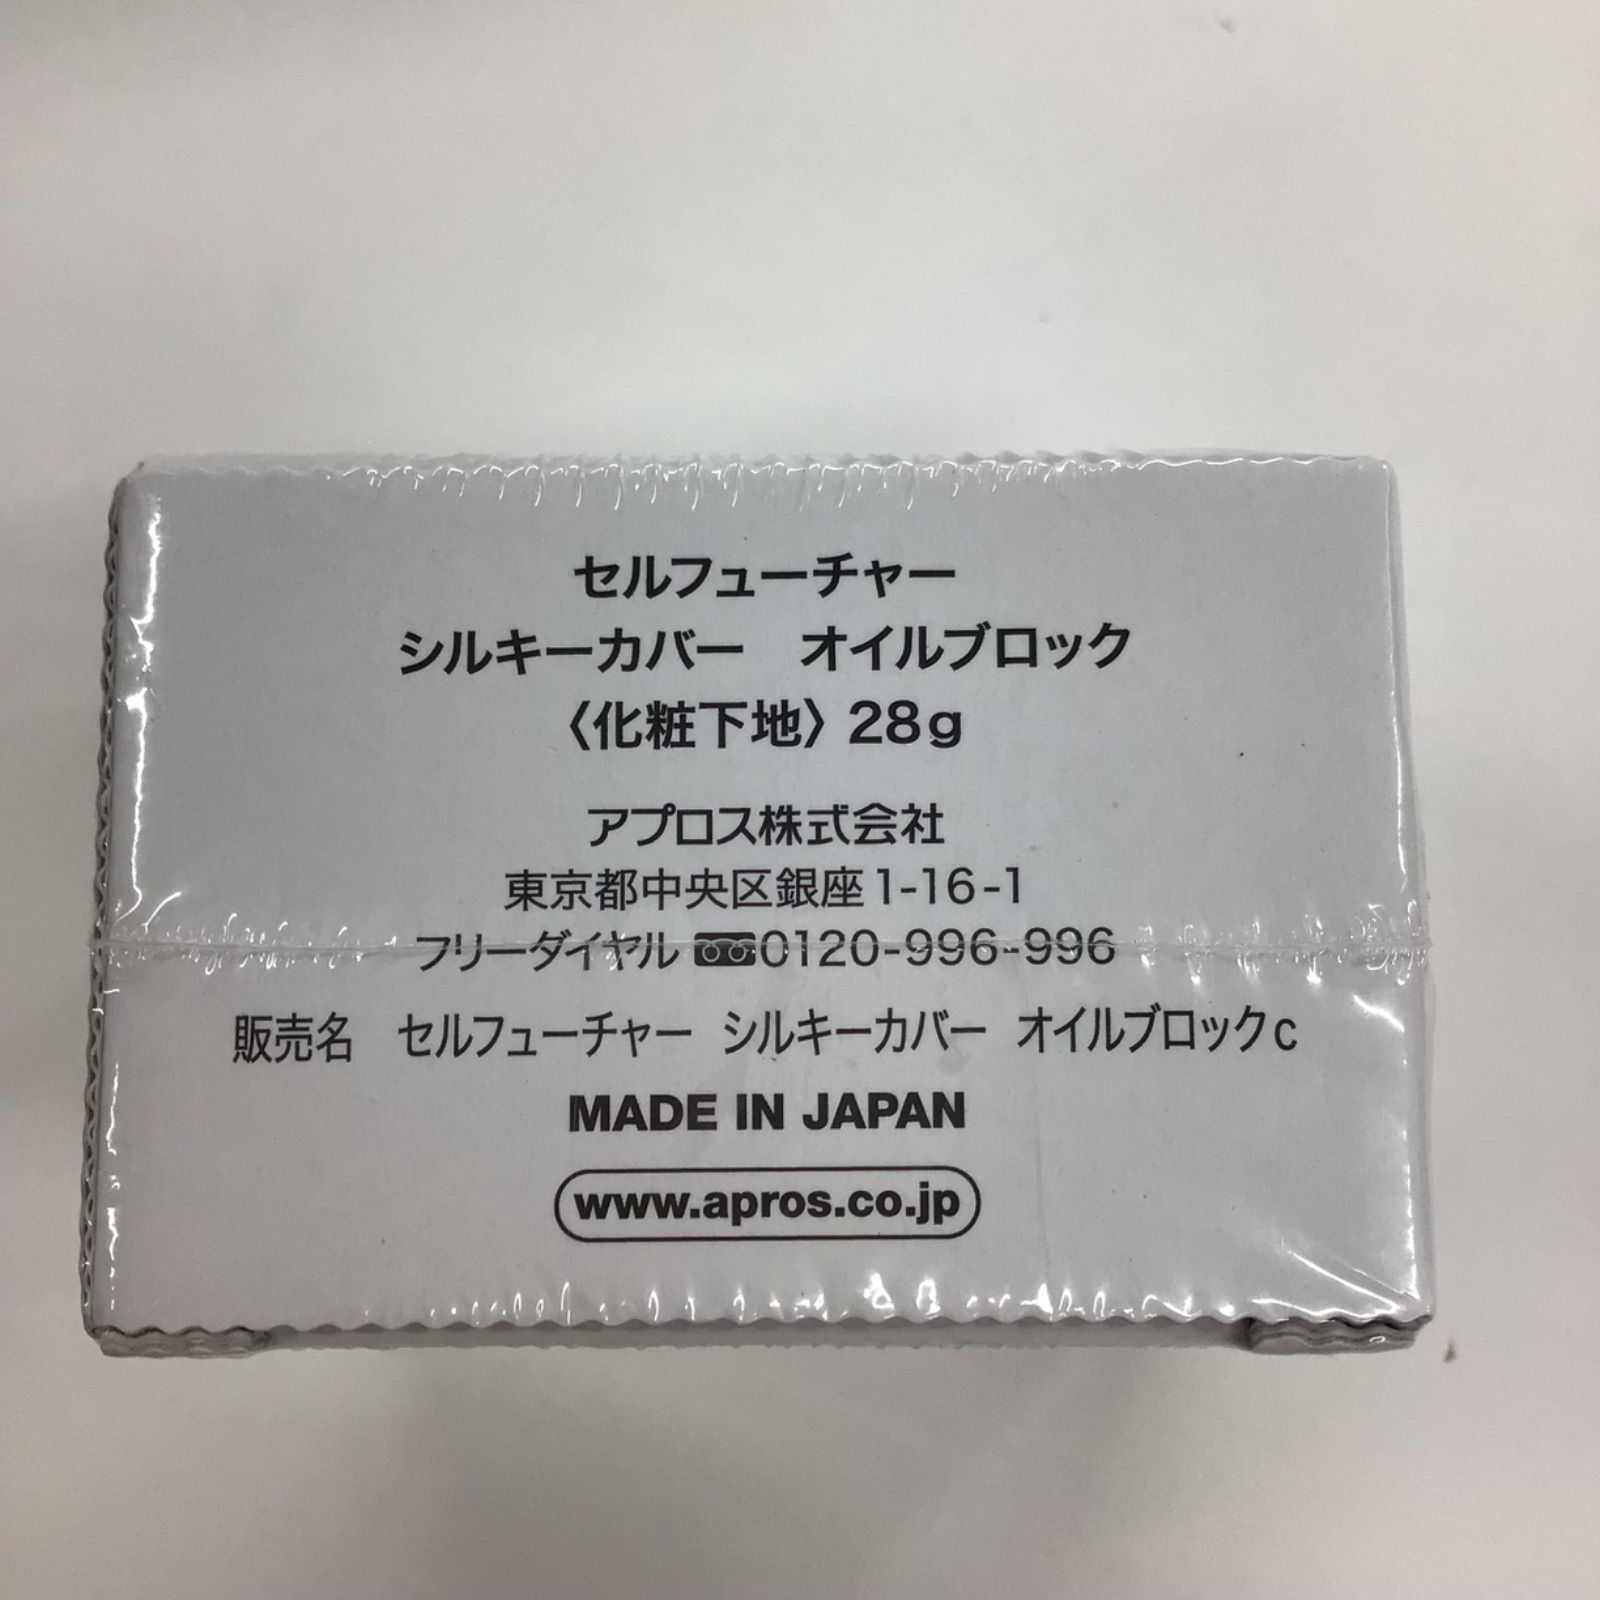 セルフューチャー
シルキーカバー　オイルブロック
〈化粧下地〉28g
アプロス株式会社
東京都中央区銀座1-16-1
フリーダイヤル 0120-996-996
販売名　セルフューチャー シルキーカバー オイルブロックc
MADE IN JAPAN
www.apros.co.jp